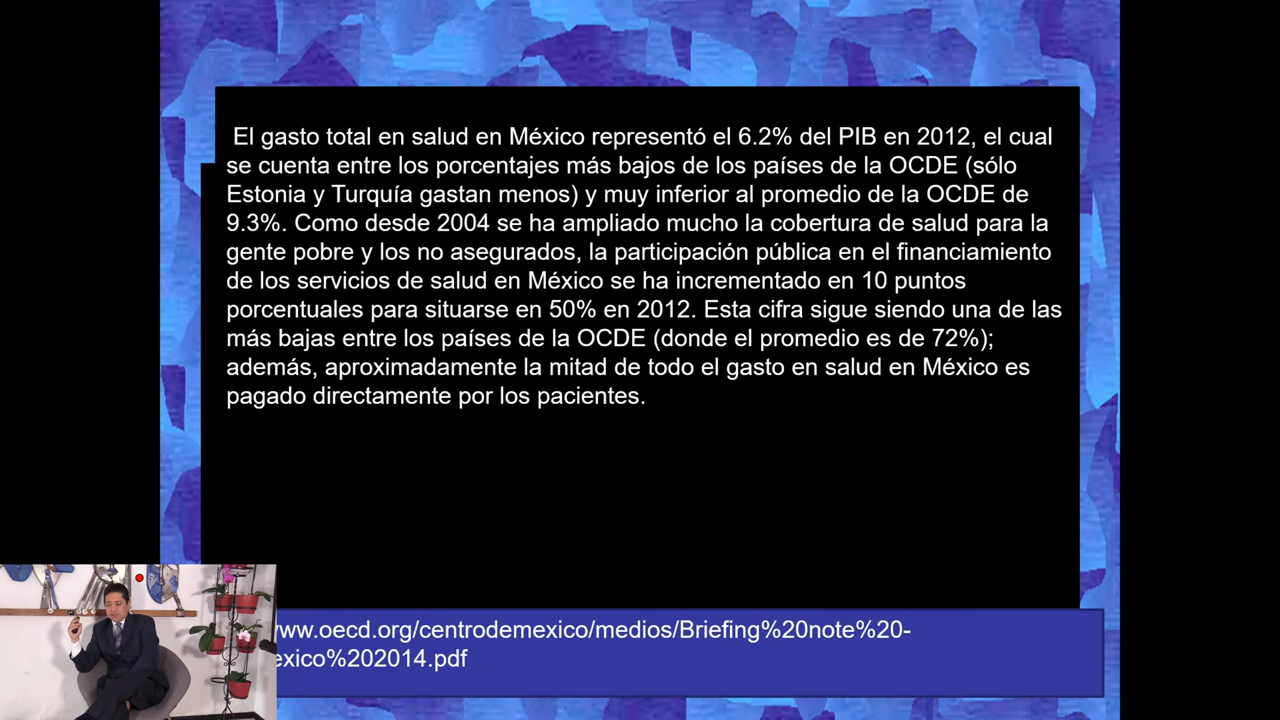 El gasto total en salud en México representó el 6.2% del PIB en 2012, el cual
se cuenta entre los porcentajes más bajos de los países de la OCDE (sólo
Estonia y Turquía gastan menos) y muy inferior al promedio de la OCDE de
9.3%. Como desde 2004 se ha ampliado mucho la cobertura de salud para la
gente pobre y los no asegurados, la participación pública en el financiamiento
de los servicios de salud en México se ha incrementado en 10 puntos
porcentuales para situarse en 50% en 2012. Esta cifra sigue siendo una de las
más bajas entre los países de la OCDE (donde el promedio es de 72%);
además, aproximadamente la mitad de todo el gasto en salud en México es
pagado directamente por los pacientes.
www.oecd.org/centrodemexico/medios/Briefing%20note%20-
exico%202014.pdf